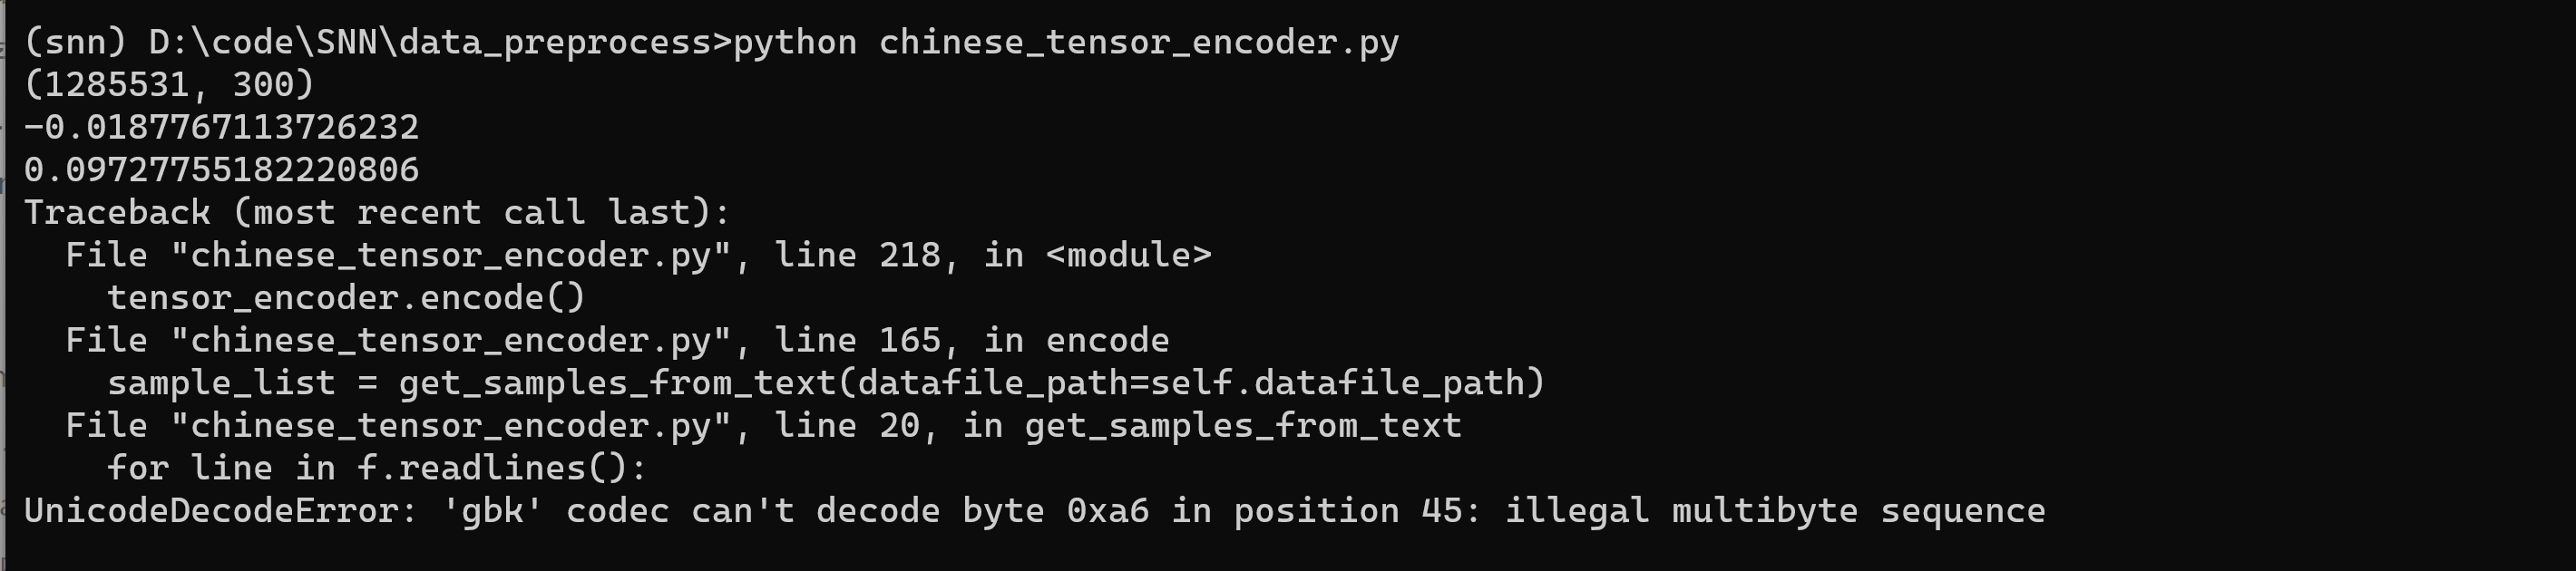 (snn) D:\code\SNN\data_preprocess>python chinese_tensor_encoder.py
(1285531, 300)
-0.0187767113726232
0.09727755182220806
Traceback (most recent call last):
  File "chinese_tensor_encoder.py", line 218, in <module>
    tensor_encoder.encode()
  File "chinese_tensor_encoder.py", line 165, in encode
    sample_list = get_samples_from_text(datafile_path=self.datafile_path)
  File "chinese_tensor_encoder.py", line 20, in get_samples_from_text
    for line in f.readlines():
UnicodeDecodeError: 'gbk' codec can't decode byte 0xa6 in position 45: illegal multibyte sequence